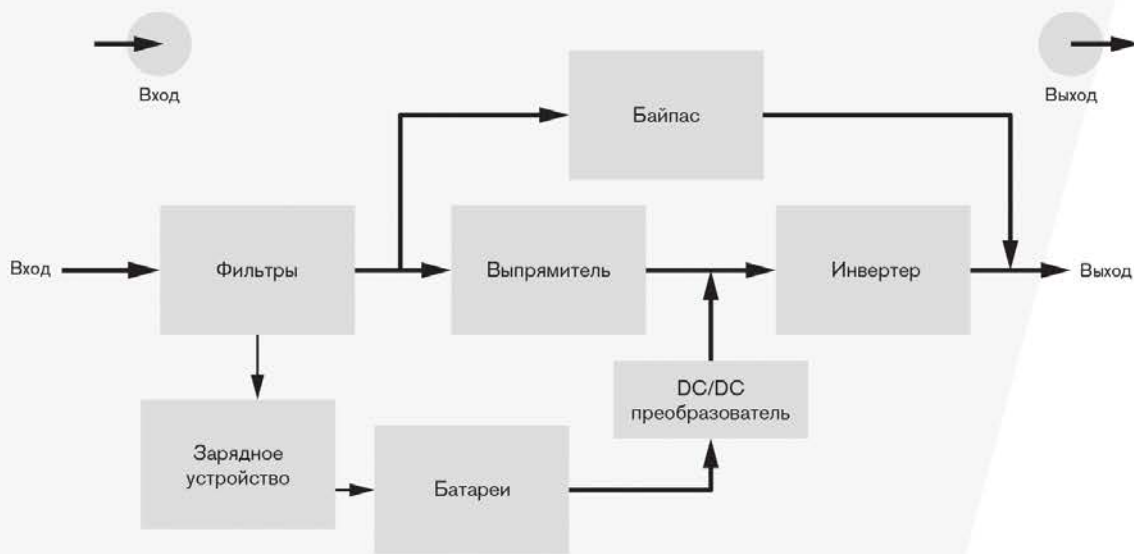 Вход
Выход
Байпас
Вход
Фильтры
Выпрямитель
Инвертер
Выход
DC/DC
преобразователь
Зарядное
устройство
Батареи